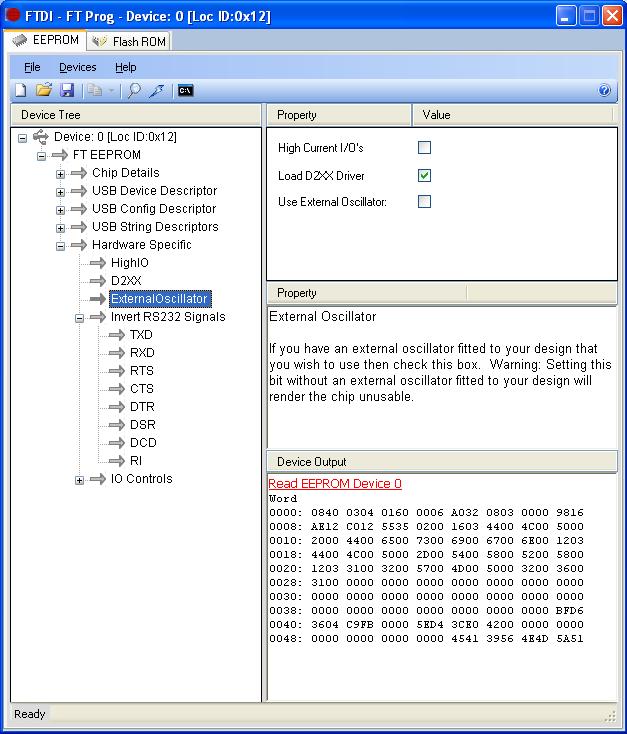 FTDI - FT Prog - Device: 0 [Loc ID:0x12]
EEPROM
Flash ROM
File Devices Help
C:\
Device Tree
Device: 0 [Loc ID:0x12]
FT EEPROM
Chip Details
USB Device Descriptor
USB Config Descriptor
USB String Descriptors
Hardware Specific
HighIO
D2XX
ExternalOscillator
Invert RS232 Signals
TXD
RXD
RTS
CTS
DTR
DSR
DCD
RI
IO Controls
Property Value
High Current I/O's
Load D2XX Driver
Use External Oscillator:
Property
External Oscillator
If you have an external oscillator fitted to your design that
you wish to use then check this box. Warning: Setting this
bit without an external oscillator fitted to your design will
render the chip unusable.
Device Output
Read EEPROM Device 0
Word
0000: 0840 0304 0160 0006 A032 0803 0000 9816
0008: AE12 C012 5535 0200 1603 4400 4C00 5000
0010: 2000 4400 6500 7300 6900 6700 6E00 1203
0018: 4400 4C00 5000 2D00 5400 5800 5200 5800
0020: 1203 3100 3200 5700 4D00 5000 3200 3600
0028: 3100 0000 0000 0000 0000 0000 0000 0000
0030: 0000 0000 0000 0000 0000 0000 0000 0000
0038: 0000 0000 0000 0000 0000 0000 0000 BFD6
0040: 3604 C9FB 0000 5ED4 3CE0 4200 0000 0000
0048: 0000 0000 0000 0000 4541 3956 4E4D 5A51
Ready